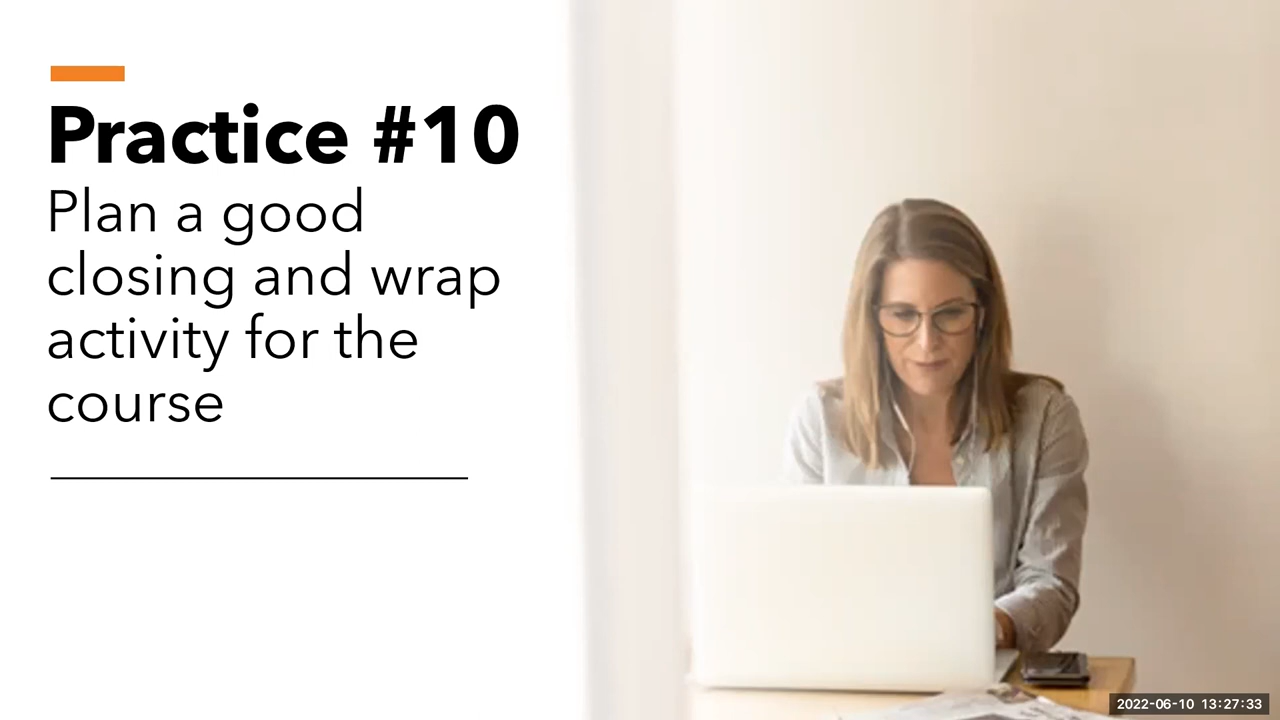 Practice #10
Plan a good
closing and wrap
activity for the
course
2022-06-10 13:27:33